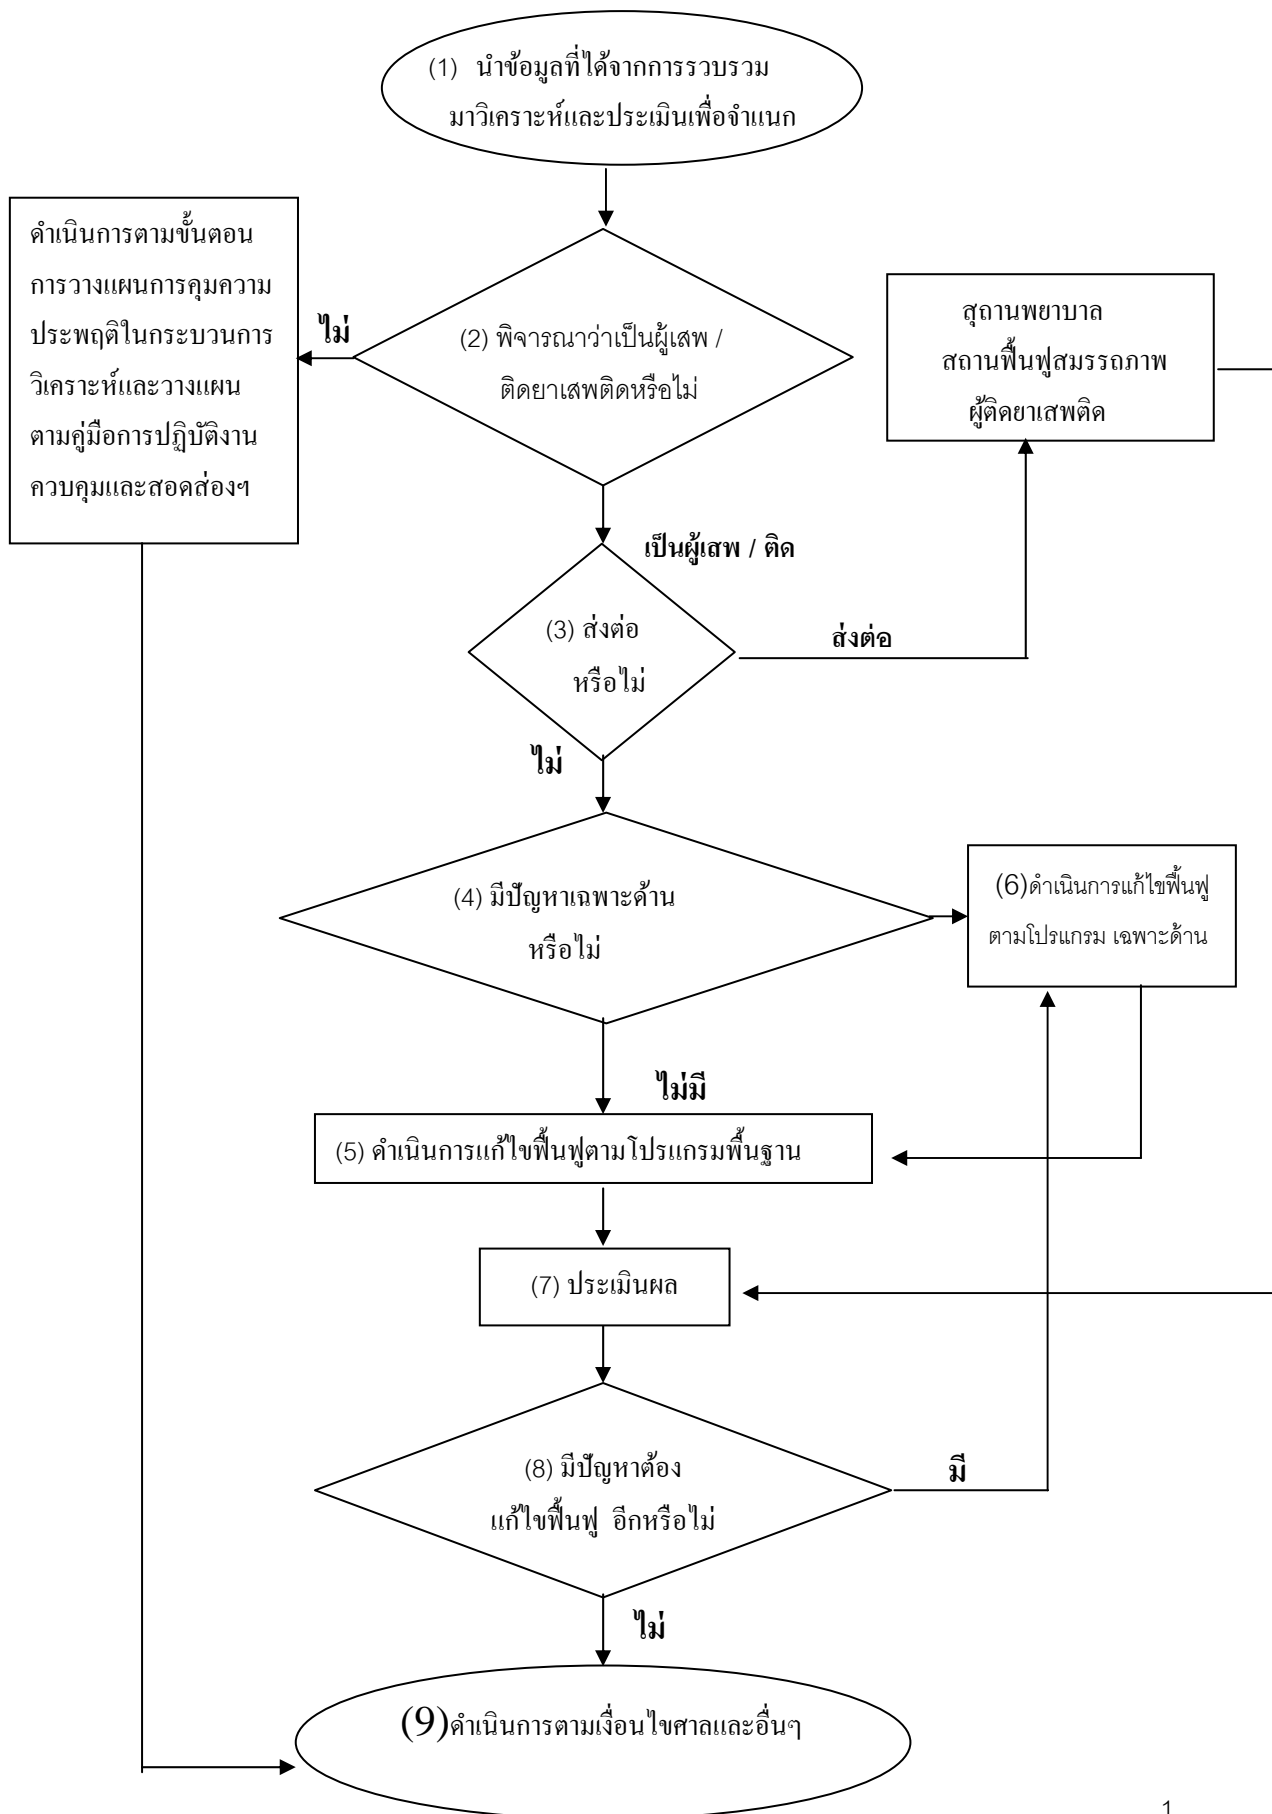 (1) นำข้อมูลที่ได้จากการรวบรวม
มาวิเคราะห์และประเมินเพื่อจำแนก
ดำเนินการตามขั้นตอน
การวางแผนการคุมความ
ประพฤติในกระบวนการ
วิเคราะห์และวางแผน
ตามคู่มือการปฏิบัติงาน
ควบคุมและสอดส่องฯ
ไม่
(2) พิจารณาว่าเป็นผู้เสพ /
ติดยาเสพติดหรือไม่
สุถานพยาบาล
สถานฟื้นฟูสมรรถภาพ
ผู้ติดยาเสพติด
เป็นผู้เสพ / ติด
(3) ส่งต่อ
หรือไม่
ส่งต่อ
ไม่
(4) มีปัญหาเฉพาะด้าน
หรือไม่
(6)ดำเนินการแก้ไขฟื้นฟู
ตามโปรแกรม เฉพาะด้าน
ไม่มี
(5) ดำเนินการแก้ไขฟื้นฟูตามโปรแกรมพื้นฐาน
(7) ประเมินผล
(8) มีปัญหาต้อง
แก้ไขฟื้นฟู อีกหรือไม่
มี
ไม่
(9)ดำเนินการตามเงื่อนไขศาลและอื่นๆ
1